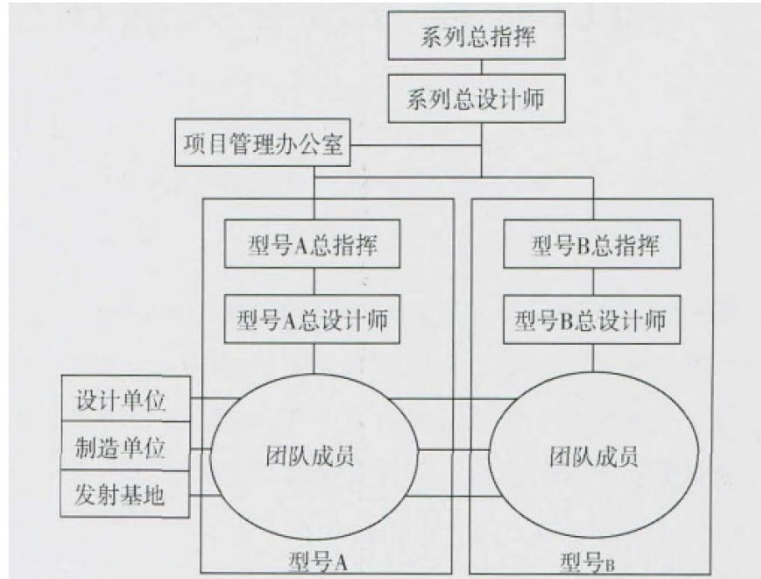 系列总指挥
系列总设计师
项目管理办公室
型号A总指挥
型号B总指挥
型号A总设计师
型号B总设计师
设计单位
制造单位
发射基地
团队成员
团队成员
型号A
型号B